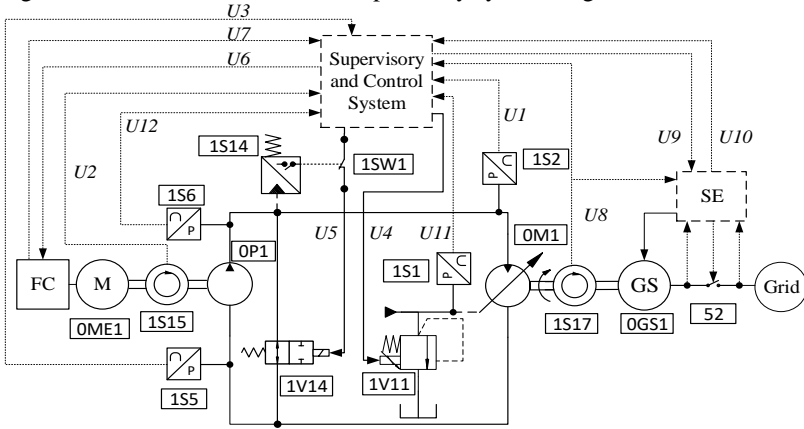 U3
U7
U6
Supervisory
and Control
System
U12
1S14
U1
U9
U10
1SW1
1S2
U2
1S6
P
P
SE
U5
U4
U11
U8
0P1
0M1
1S1
P
FC
M
GS
Grid
0ME1
1S15
1S17
0GS1
52
P
1S5
1V14
1V11